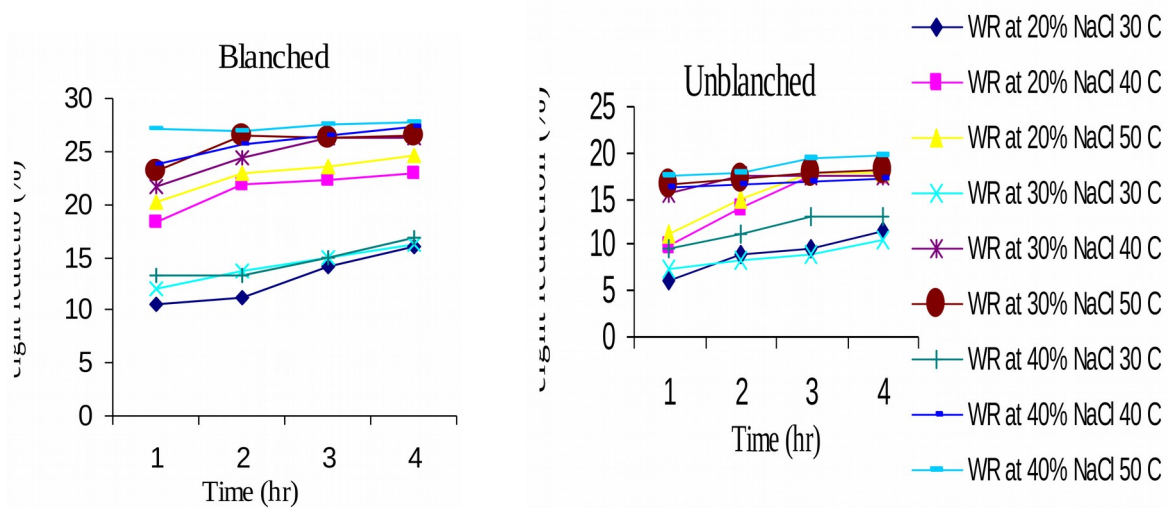 Blanched
30
25
20
15
10
5
0
1 2 3 4
Time (hr)
Unblanched
25
20
15
10
5
0
1 2 3 4
Time (hr)
WR at 20% NaCl 30 C
WR at 20% NaCl 40 C
WR at 20% NaCl 50 C
WR at 30% NaCl 30 C
WR at 30% NaCl 40 C
WR at 30% NaCl 50 C
WR at 40% NaCl 30 C
WR at 40% NaCl 40 C
WR at 40% NaCl 50 C